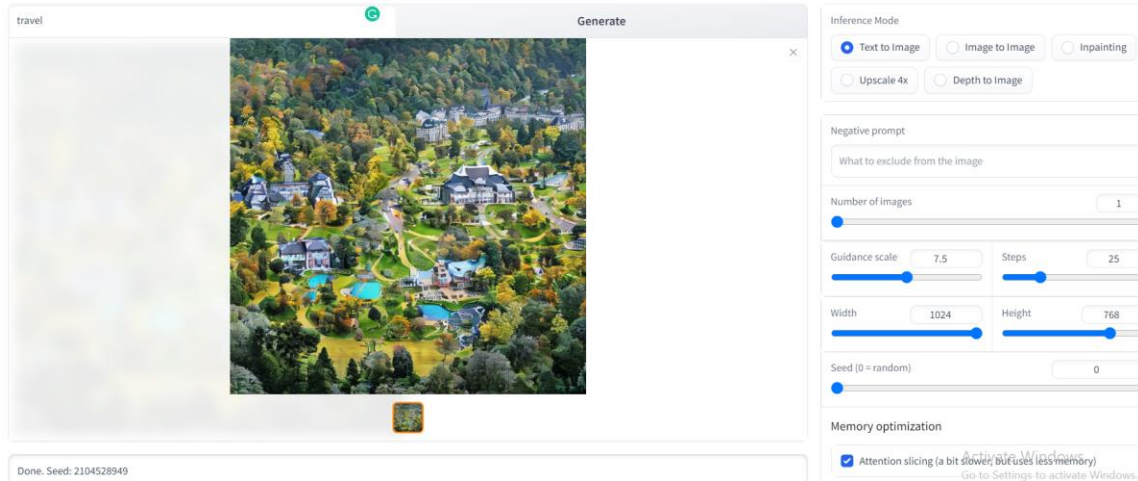 travel
Generate
Inference Mode
Text to Image
Image to Image
Inpainting
Upscale 4x
Depth to Image
Negative prompt
What to exclude from the image
Number of images
1
Guidance scale
7.5
Steps
25
Width
1024
Height
768
Seed (0 = random)
0
Memory optimization
Attention slicing (a bit slower, but uses less memory)
Activate Windows
Go to Settings to activate Windows.
Done. Seed: 2104528949